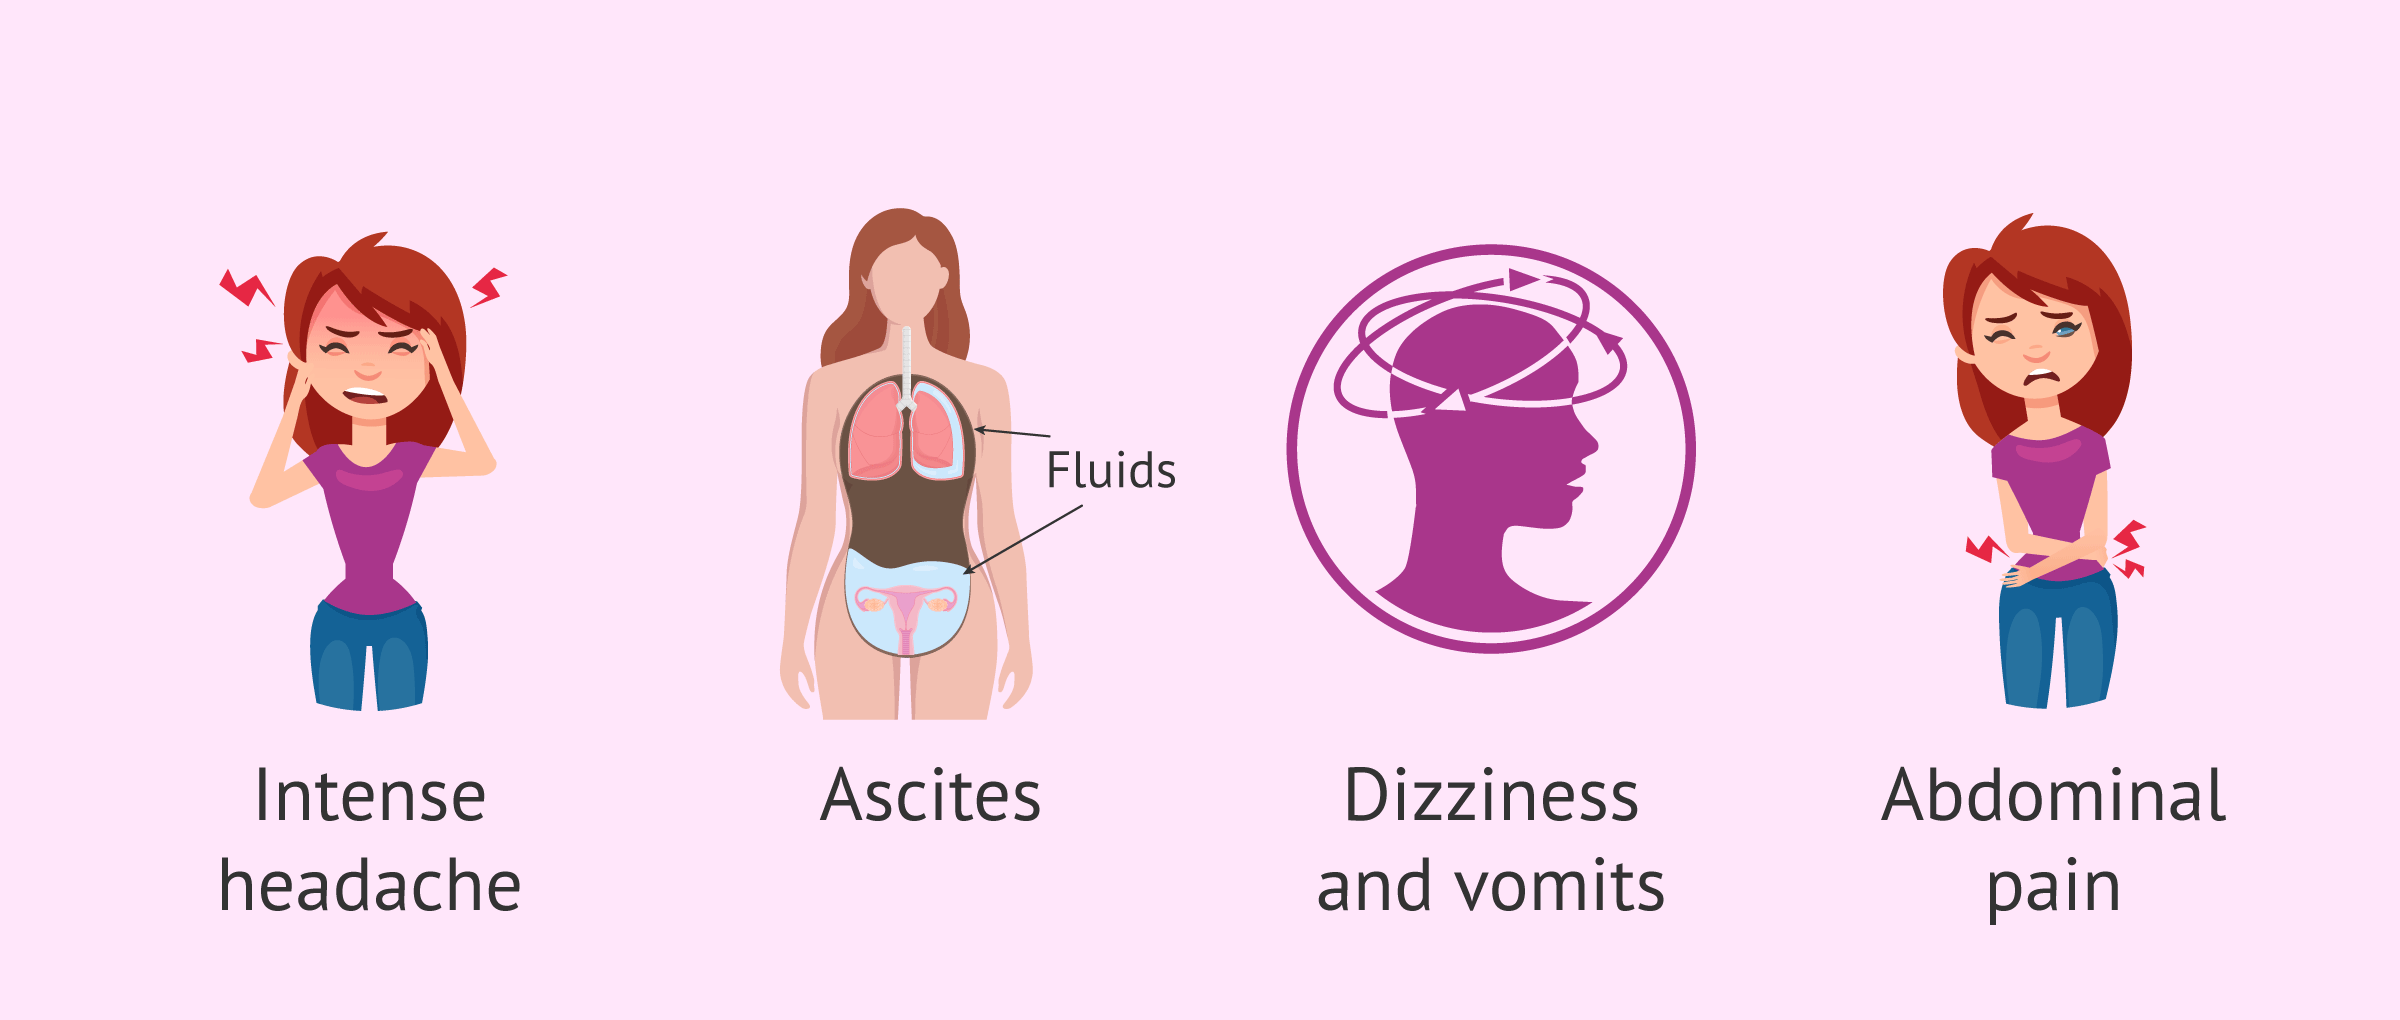 Fluids
Intense
headache
Ascites
Dizziness
and vomits
Abdominal
pain